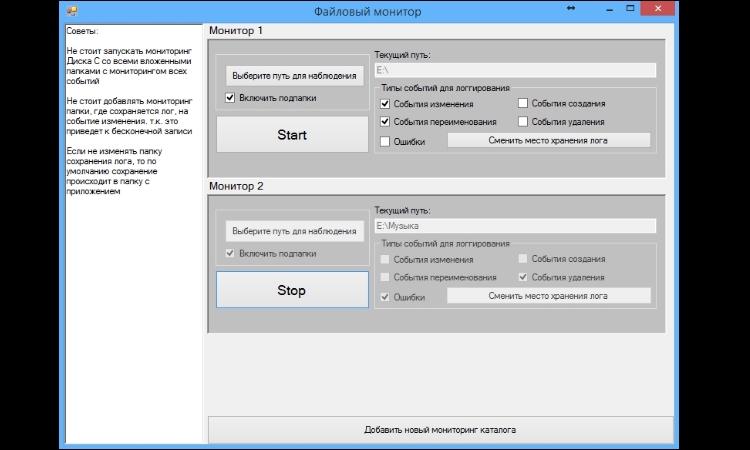 Файловый монитор
Советы:
Не стоит запускать мониторинг
Диска C со всеми вложенными
папками с мониторингом всех
событий
Не стоит добавлять мониторинг
папки, где сохраняется лог, на
событие изменения. т.к. это
приведет к бесконечной записи
Если не изменять папку
сохранения лога, то по
умолчанию сохранение
происходит в папку с
приложением
Монитор 1
Выберите путь для наблюдения
Включить подпапки
Start
Текущий путь:
E:\
Типы событий для логгирования
События изменения
События создания
События переименования
События удаления
Ошибки
Сменить место хранения лога
Монитор 2
Выберите путь для наблюдения
Включить подпапки
Stop
Текущий путь:
E:\Музыка
Типы событий для логгирования
События изменения
События создания
События переименования
События удаления
Ошибки
Сменить место хранения лога
Добавить новый мониторинг каталога